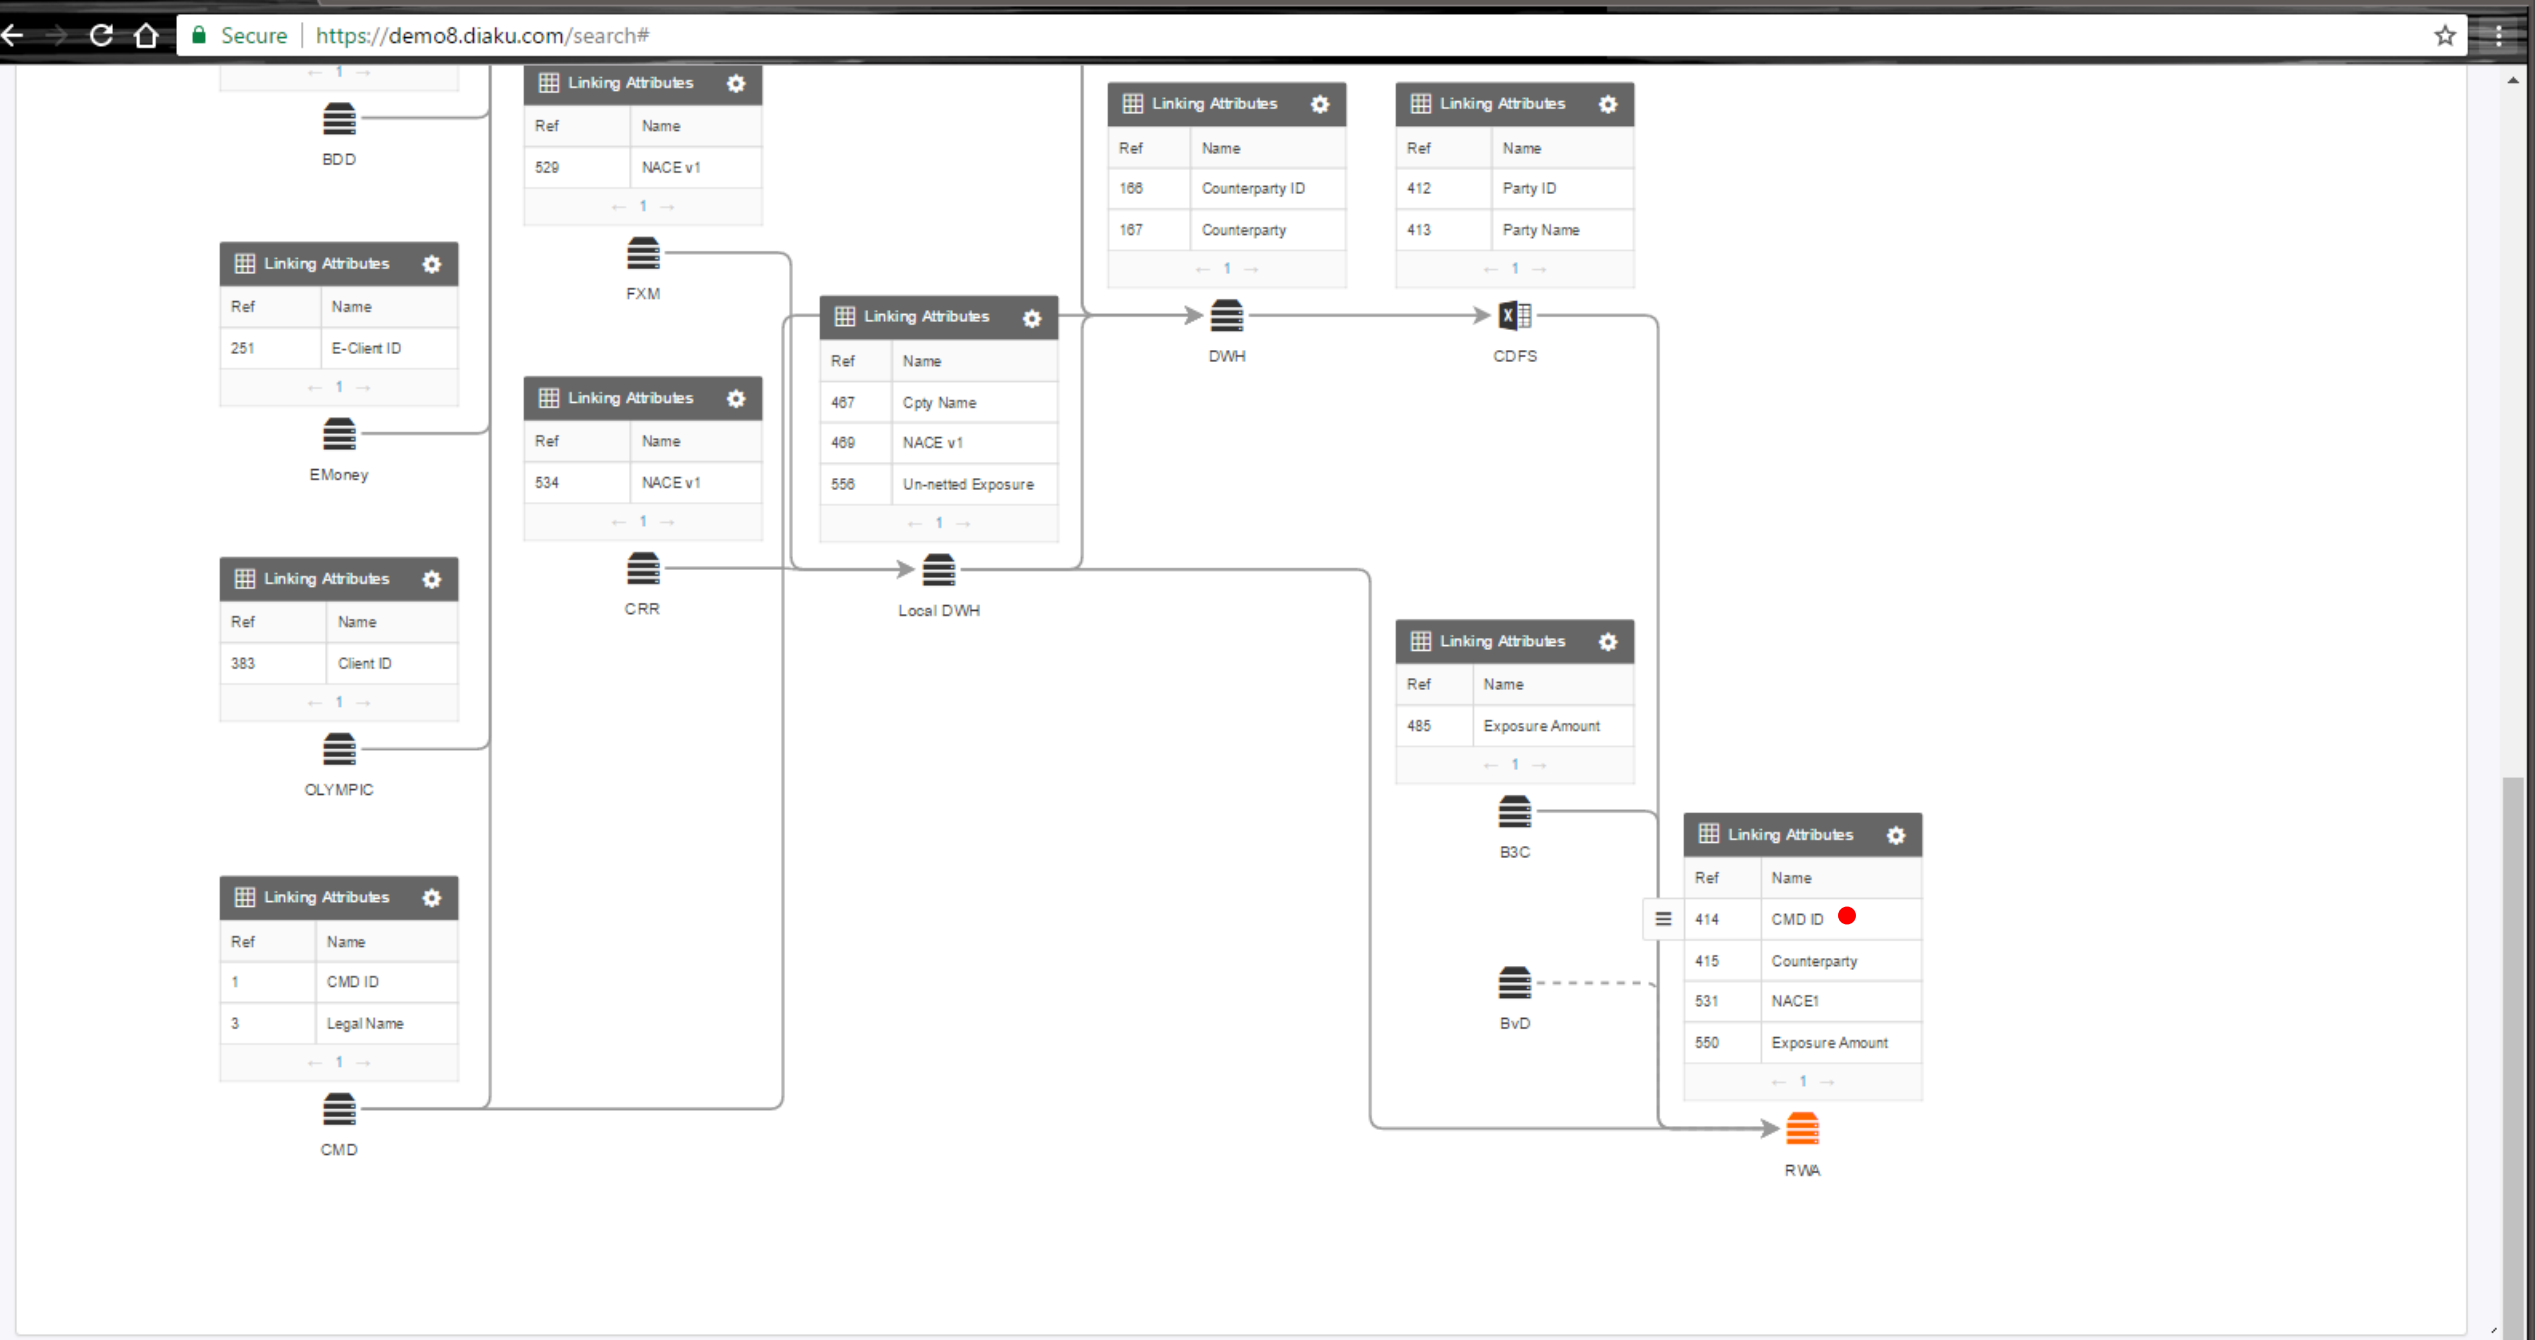 Secure https://demo8.diaku.com/search#
← 1 →
BDD
Linking Attributes
Ref Name
251 E-Client ID
← 1 →
EMoney
Linking Attributes
Ref Name
383 Client ID
← 1 →
OLYMPIC
Linking Attributes
Ref Name
1 CMD ID
3 Legal Name
← 1 →
CMD
Linking Attributes
Ref Name
529 NACE v1
← 1 →
FXM
Linking Attributes
Ref Name
534 NACE v1
← 1 →
CRR
Linking Attributes
Ref Name
467 Cpty Name
469 NACE v1
556 Un-netted Exposure
← 1 →
Local DWH
Linking Attributes
Ref Name
166 Counterparty ID
167 Counterparty
← 1 →
DWH
Linking Attributes
Ref Name
412 Party ID
413 Party Name
← 1 →
CDFS
Linking Attributes
Ref Name
485 Exposure Amount
← 1 →
B3C
BvD
Linking Attributes
Ref Name
414 CMD ID
415 Counterparty
531 NACE1
550 Exposure Amount
← 1 →
RWA